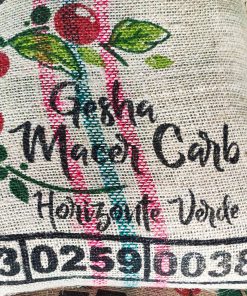 Gesha
Macer Carb
Horizonte Verde
3 0259 0038